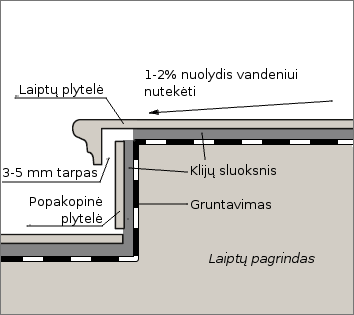 1-2% nuolydis vandeniui
nutekėti
Laiptų plytelė
3-5 mm tarpas
Klijų sluoksnis
Popakopinė
plytelė
Gruntavimas
Laiptų pagrindas